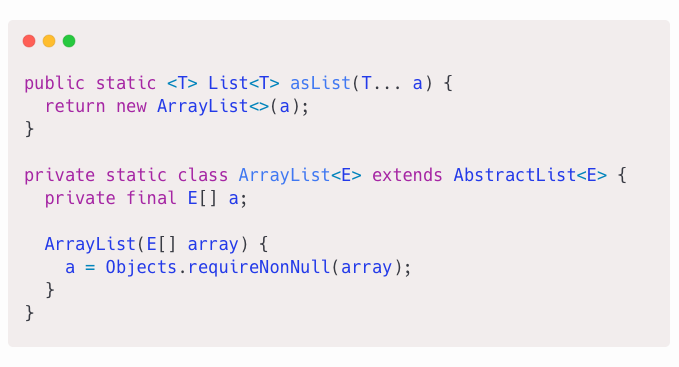 public static <T> List<T> asList(T... a) {
  return new ArrayList<>(a);
}

private static class ArrayList<E> extends AbstractList<E> {
  private final E[] a;

  ArrayList(E[] array) {
    a = Objects.requireNonNull(array);
  }
}